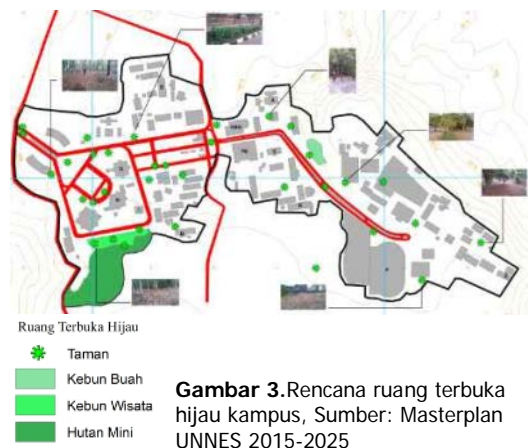 Ruang Terbuka Hijau
Taman
Kebun Buah
Kebun Wisata
Hutan Mini
Gambar 3.Rencana ruang terbuka
hijau kampus, Sumber: Masterplan
UNNES 2015-2025